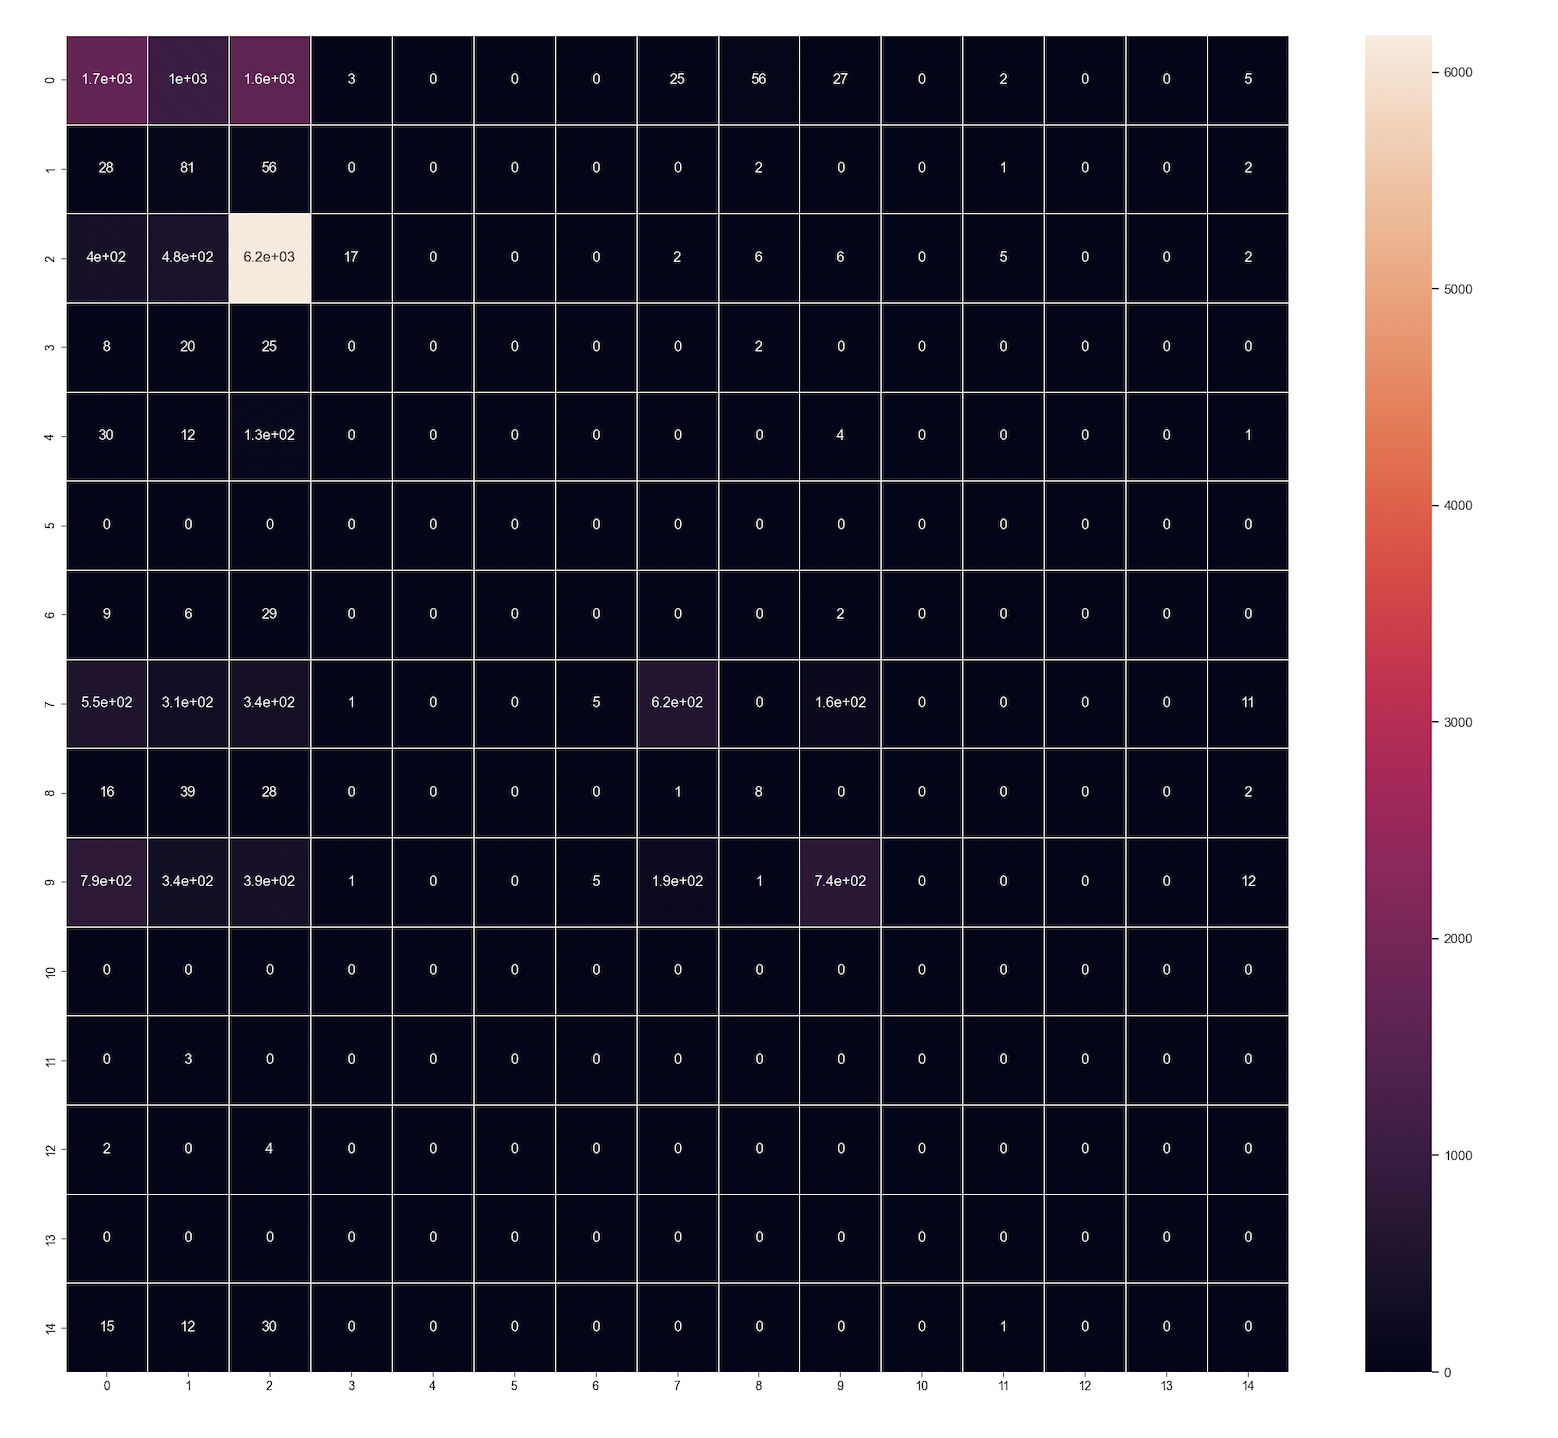 0 1.7e+03 1e+03 1.6e+03 3 0 0 0 25 56 27 0 2 0 0 5
6000
1 28 81 56 0 0 0 0 0 2 0 0 1 0 0 2
2 4e+02 4.8e+02 6.2e+03 17 0 0 0 2 6 6 0 5 0 0 2
5000
3 8 20 25 0 0 0 0 0 2 0 0 0 0 0 0
4 30 12 1.3e+02 0 0 0 0 0 0 4 0 0 0 0 1
4000
5 0 0 0 0 0 0 0 0 0 0 0 0 0 0 0
6 9 6 29 0 0 0 0 0 0 2 0 0 0 0 0
7 5.5e+02 3.1e+02 3.4e+02 1 0 0 5 6.2e+02 0 1.6e+02 0 0 0 0 11
3000
8 16 39 28 0 0 0 0 1 8 0 0 0 0 0 2
9 7.9e+02 3.4e+02 3.9e+02 1 0 0 5 1.9e+02 1 7.4e+02 0 0 0 0 12
2000
10 0 0 0 0 0 0 0 0 0 0 0 0 0 0 0
11 0 3 0 0 0 0 0 0 0 0 0 0 0 0 0
12 2 0 4 0 0 0 0 0 0 0 0 0 0 0 0
1000
13 0 0 0 0 0 0 0 0 0 0 0 0 0 0 0
14 15 12 30 0 0 0 0 0 0 0 0 1 0 0 0
0
0 1 2 3 4 5 6 7 8 9 10 11 12 13 14